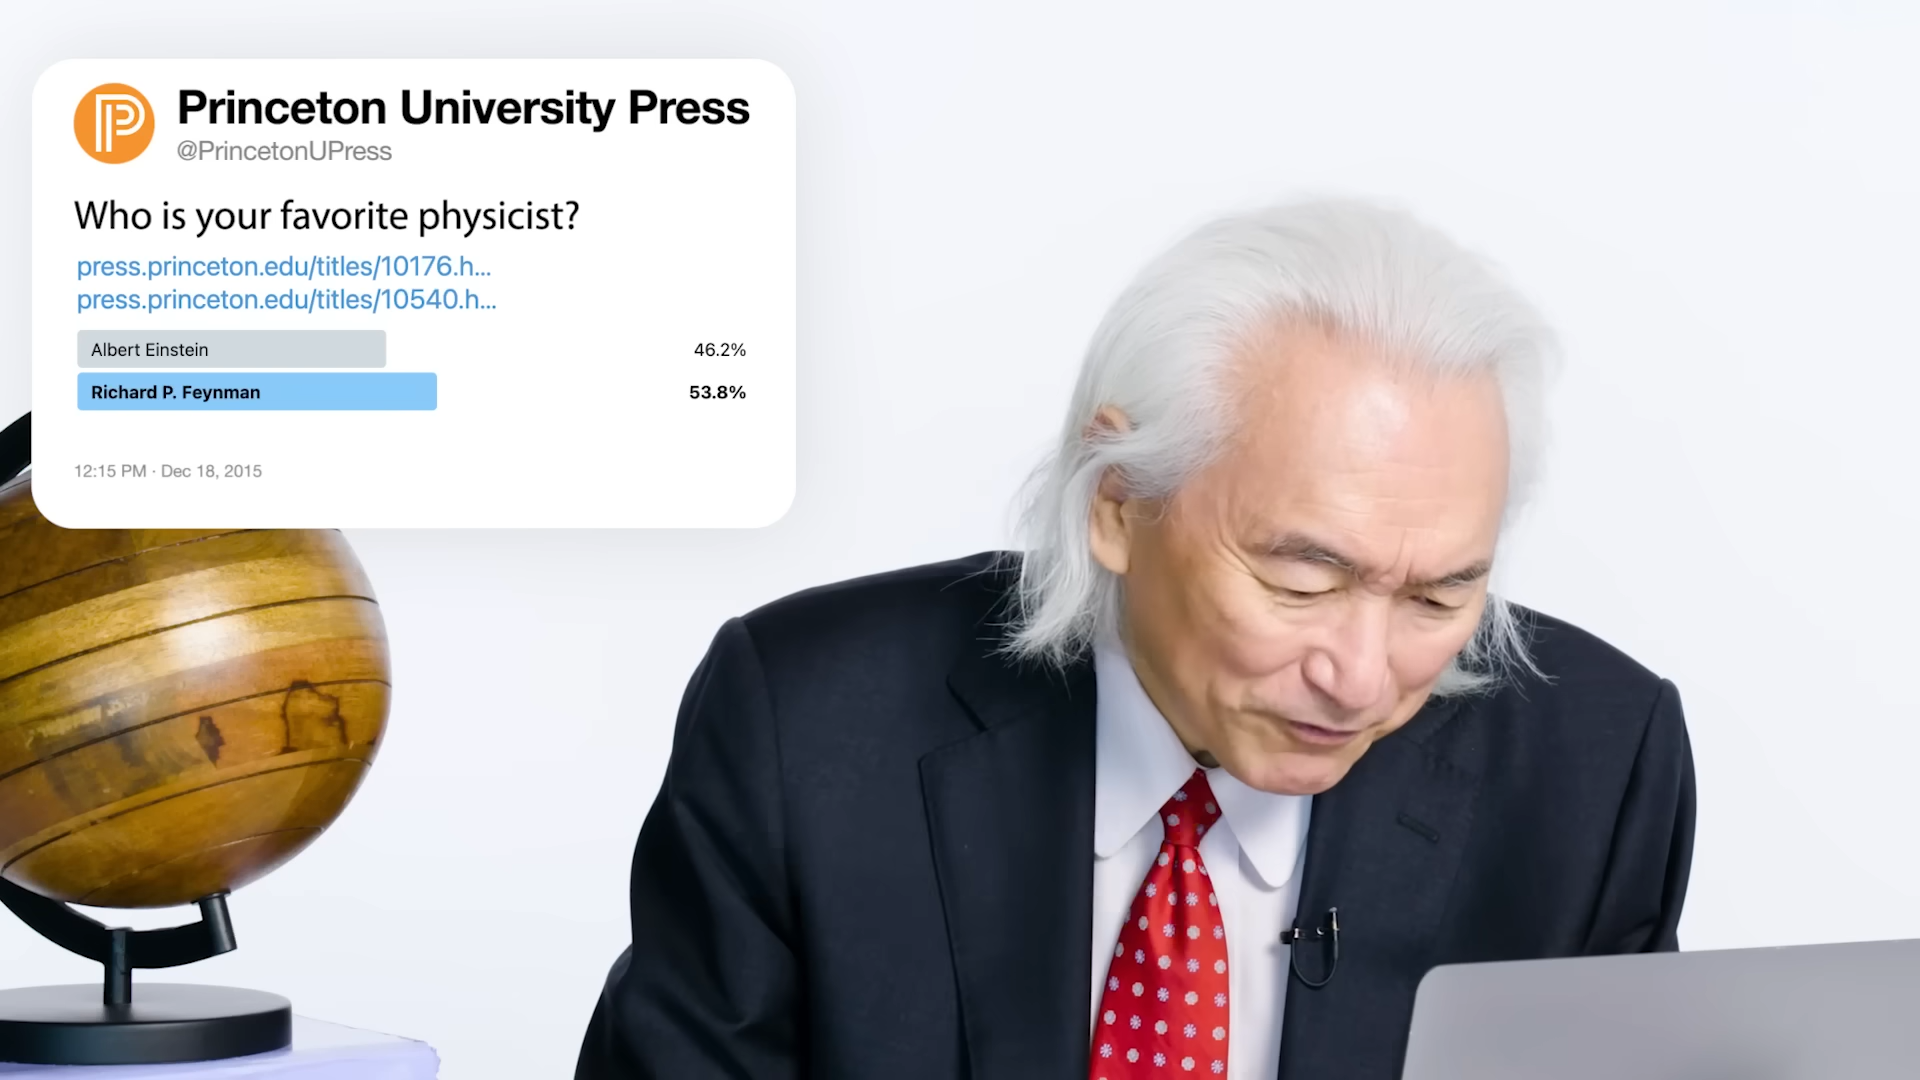 Princeton University Press
@PrincetonUPress
Who is your favorite physicist?
press.princeton.edu/titles/10176.h...
press.princeton.edu/titles/10540.h...
Albert Einstein 46.2%
Richard P. Feynman 53.8%
12:15 PM · Dec 18, 2015